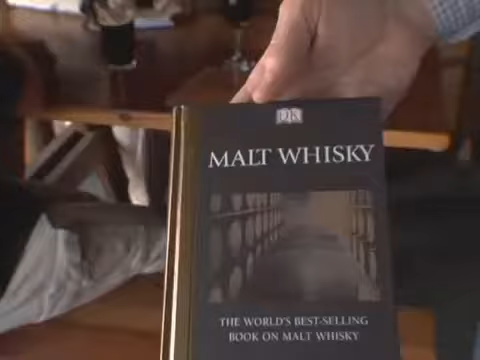 DK
MALT WHISKY
THE WORLD'S BEST-SELLING
BOOK ON MALT WHISKY